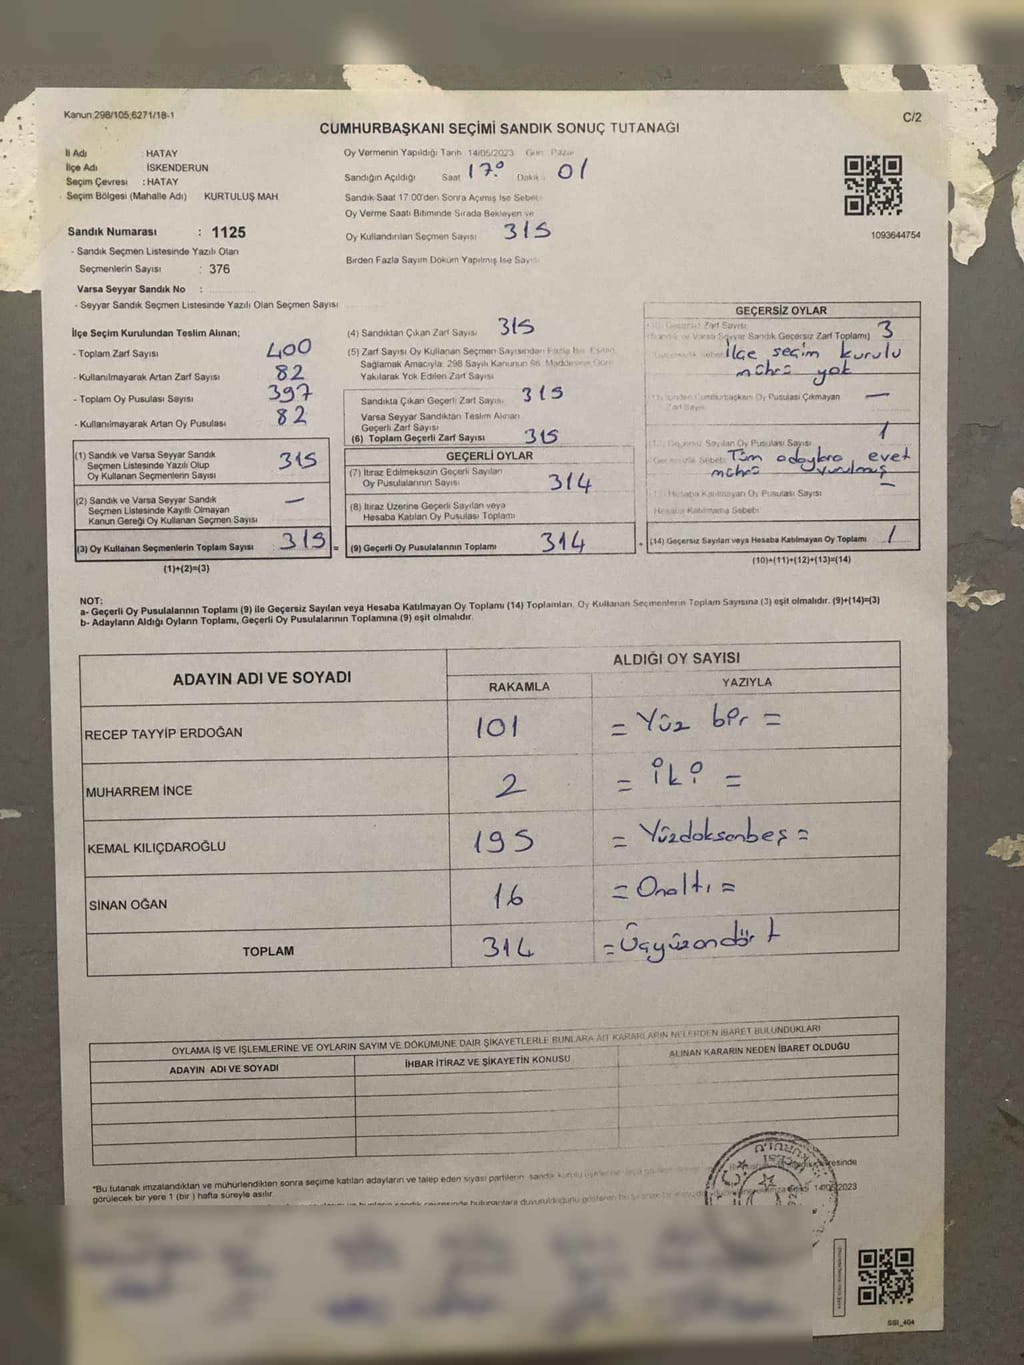 Kanun:298/105,6271/18-1
C/2
CUMHURBAŞKANI SEÇİMİ SANDIK SONUÇ TUTANAĞI
İl Adı : HATAY
İlçe Adı : İSKENDERUN
Seçim Çevresi : HATAY
Seçim Bölgesi (Mahalle Adı) KURTULUŞ MAH
Sandık Numarası : 1125
- Sandık Seçmen Listesinde Yazılı Olan
Seçmenlerin Sayısı : 376
Varsa Seyyar Sandık No :
- Seyyar Sandık Seçmen Listesinde Yazılı Olan Seçmen Sayısı
Oy Vermenin Yapıldığı Tarih 14/05/2023 Gün: Pazar
Sandığın Açıldığı Saat 17.0 Dakika 01
Sandık Saat 17.00'den Sonra Açımış İse Sebebi
Oy Verme Saati Bitiminde Sırada Bekleyen ve
Oy Kullandırılan Seçmen Sayısı 315
Birden Fazla Sayım Döküm Yapılmış İse Sayısı
1093644754
İlçe Seçim Kurulundan Teslim Alınan;
- Toplam Zarf Sayısı 400
- Kullanılmayarak Artan Zarf Sayısı 82
- Toplam Oy Pusulası Sayısı 397
- Kullanılmayarak Artan Oy Pusulası 82
(1) Sandık ve Varsa Seyyar Sandık
Seçmen Listesinde Yazılı Olup
Oy Kullanan Seçmenlerin Sayısı 315
(2) Sandık ve Varsa Seyyar Sandık
Seçmen Listesinde Kayıtlı Olmayan
Kanun Gereği Oy Kullanan Seçmen Sayısı —
(3) Oy Kullanan Seçmenlerin Toplam Sayısı 315 =
(1)+(2)=(3)
(4) Sandıktan Çıkan Zarf Sayısı 315
(5) Zarf Sayısı Oy Kullanan Seçmen Sayısından Fazla İse, Eşitliği
Sağlamak Amacıyla; 298 Sayılı Kanunun 98. Maddesine Göre
Yakılarak Yok Edilen Zarf Sayısı
Sandıkta Çıkan Geçerli Zarf Sayısı 315
Varsa Seyyar Sandıktan Teslim Alınan
Geçerli Zarf Sayısı
(6) Toplam Geçerli Zarf Sayısı 315
GEÇERLİ OYLAR
(7) İtiraz Edilmeksizin Geçerli Sayılan
Oy Pusulalarının Sayısı 314
(8) İtiraz Üzerine Geçerli Sayılan veya
Hesaba Katılan Oy Pusulası Toplamı
(9) Geçerli Oy Pusulalarının Toplamı 314 +
GEÇERSİZ OYLAR
(10) Geçersiz Zarf Sayısı
(Sandık ve Varsa Seyyar Sandık Geçersiz Zarf Toplamı) 3
Geçersizlik Sebebi İlçe seçim kurulu
mührü yok
Cumhurbaşkanı Oy Pusulası Çıkmayan
Zarf Sayısı —
(12) Geçersiz Sayılan Oy Pusulası Sayısı 1
Geçersizlik Sebebi Tüm adaylara evet
mührü vurulmuş
(13) Hesaba Katılmayan Oy Pusulası Sayısı —
Hesaba Katılmama Sebebi
(14) Geçersiz Sayılan veya Hesaba Katılmayan Oy Toplamı 1
(10)+(11)+(12)+(13)=(14)
NOT:
a- Geçerli Oy Pusulalarının Toplamı (9) ile Geçersiz Sayılan veya Hesaba Katılmayan Oy Toplamı (14) Toplamları, Oy Kullanan Seçmenlerin Toplam Sayısına (3) eşit olmalıdır. (9)+(14)=(3)
b- Adayların Aldığı Oyların Toplamı, Geçerli Oy Pusulalarının Toplamına (9) eşit olmalıdır.
ADAYIN ADI VE SOYADI ALDIĞI OY SAYISI
RAKAMLA YAZIYLA
RECEP TAYYİP ERDOĞAN 101 = Yüz bir =
MUHARREM İNCE 2 = İki =
KEMAL KILIÇDAROĞLU 195 = Yüzdoksanbeş =
SİNAN OĞAN 16 = Onaltı =
TOPLAM 314 = Üçyüzondört
OYLAMA İŞ VE İŞLEMLERİNE VE OYLARIN SAYIM VE DÖKÜMÜNE DAİR ŞİKAYETLERLE BUNLARA AİT KARARLARIN NELERDEN İBARET BULUNDUKLARI
ADAYIN ADI VE SOYADI İHBAR İTİRAZ VE ŞİKAYETİN KONUSU ALINAN KARARIN NEDEN İBARET OLDUĞU
"Bu tutanak imzalandıktan ve mühürlendikten sonra seçime katılan adayların ve talep eden siyasi partilerin sandık kurulu
görülecek bir yere 1 (bir ) hafta süreyle asılır.
14/05/2023
SSI_404